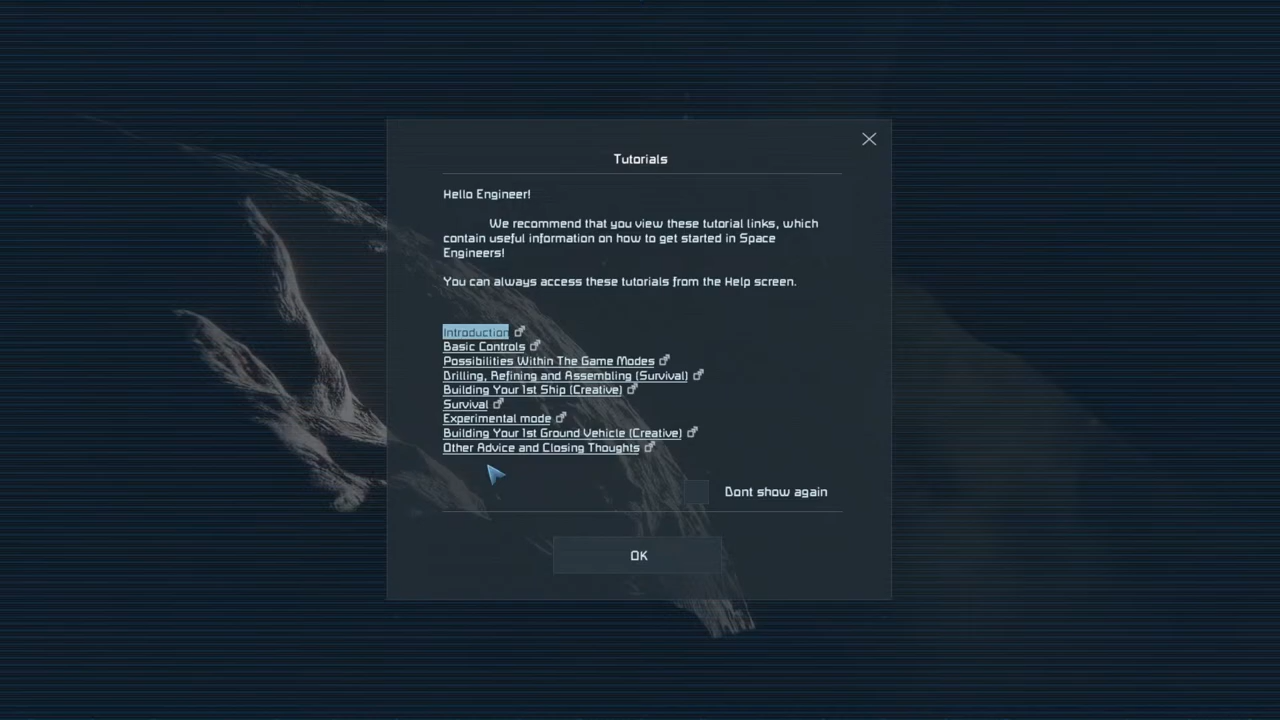 Tutorials
Hello Engineer!
We recommend that you view these tutorial links, which
contain useful information on how to get started in Space
Engineers!
You can always access these tutorials from the Help screen.
Introduction
Basic Controls
Possibilities Within The Game Modes
Drilling, Refining and Assembling (Survival)
Building Your 1st Ship (Creative)
Survival
Experimental mode
Building Your 1st Ground Vehicle (Creative)
Other Advice and Closing Thoughts
Dont show again
OK